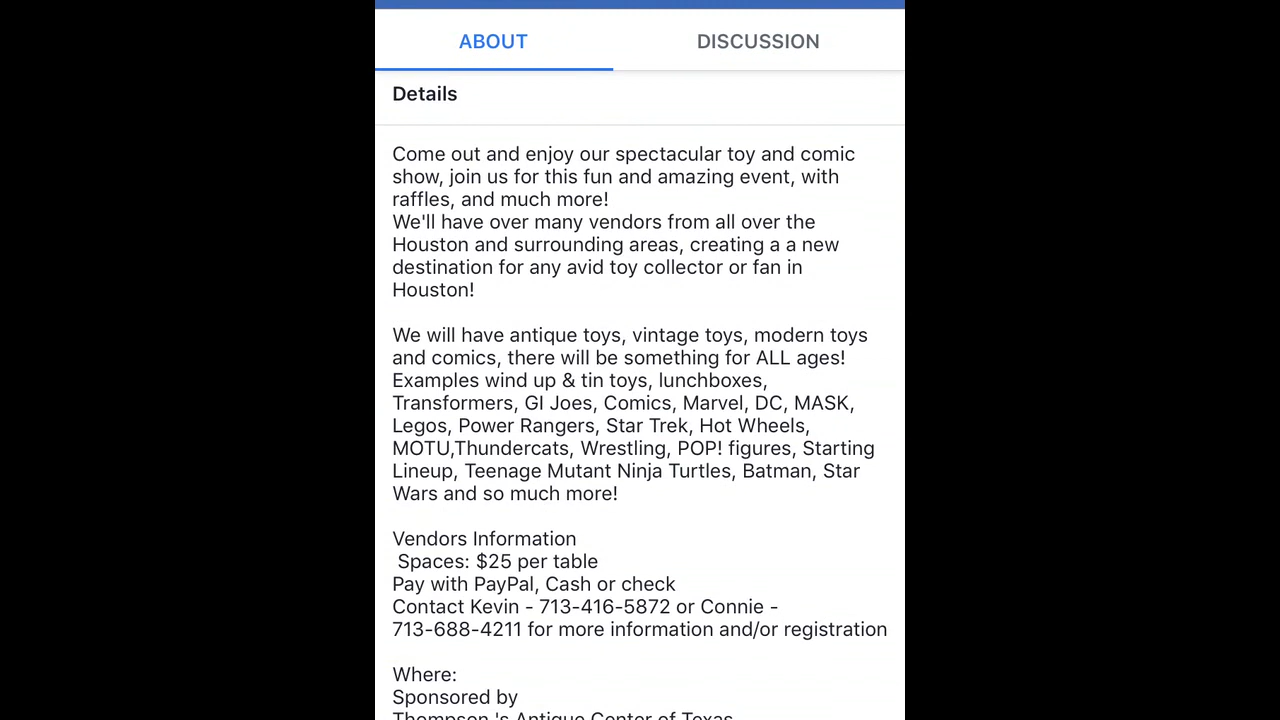 ABOUT
DISCUSSION
Details
Come out and enjoy our spectacular toy and comic
show, join us for this fun and amazing event, with
raffles, and much more!
We'll have over many vendors from all over the
Houston and surrounding areas, creating a a new
destination for any avid toy collector or fan in
Houston!
We will have antique toys, vintage toys, modern toys
and comics, there will be something for ALL ages!
Examples wind up & tin toys, lunchboxes,
Transformers, GI Joes, Comics, Marvel, DC, MASK,
Legos, Power Rangers, Star Trek, Hot Wheels,
MOTU,Thundercats, Wrestling, POP! figures, Starting
Lineup, Teenage Mutant Ninja Turtles, Batman, Star
Wars and so much more!
Vendors Information
Spaces: $25 per table
Pay with PayPal, Cash or check
Contact Kevin - 713-416-5872 or Connie -
713-688-4211 for more information and/or registration
Where:
Sponsored by
Thompson 's Antique Center of Texas